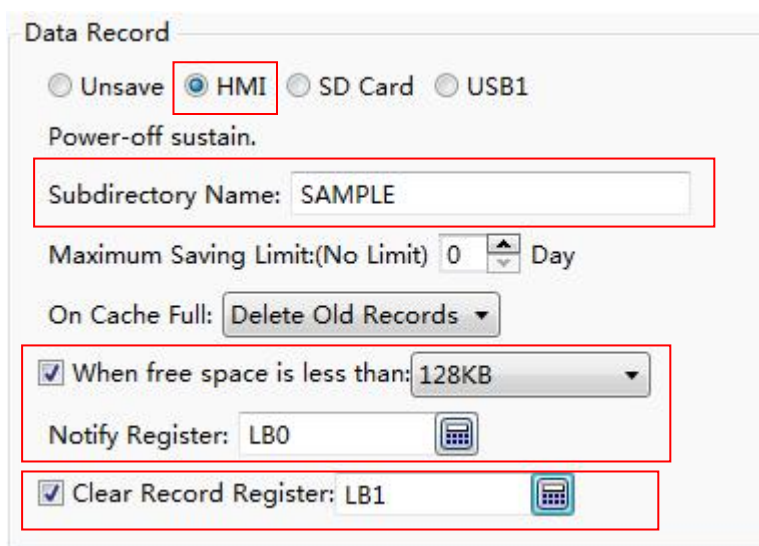 Data Record
Unsave HMI SD Card USB1
Power-off sustain.
Subdirectory Name: SAMPLE
Maximum Saving Limit:(No Limit) 0 Day
On Cache Full: Delete Old Records
When free space is less than: 128KB
Notify Register: LB0
Clear Record Register: LB1